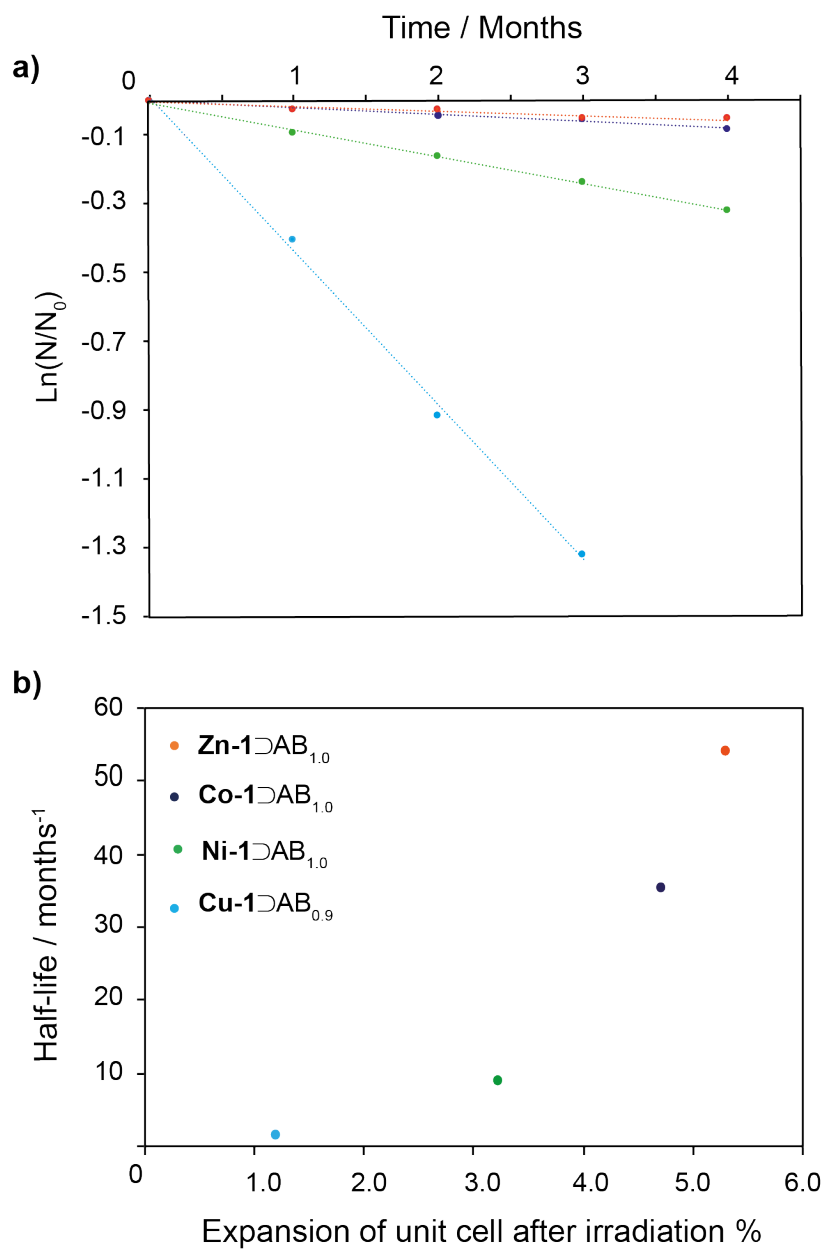 Time / Months
a)
0 1 2 3 4
-0.1
-0.3
-0.5
-0.7
-0.9
-1.1
-1.3
-1.5
Ln(N/N₀)
b)
60
50
40
30
20
10
Half-life / months⁻¹
Zn-1⊃AB₁.₀
Co-1⊃AB₁.₀
Ni-1⊃AB₁.₀
Cu-1⊃AB₀.₉
0 1.0 2.0 3.0 4.0 5.0 6.0
Expansion of unit cell after irradiation %